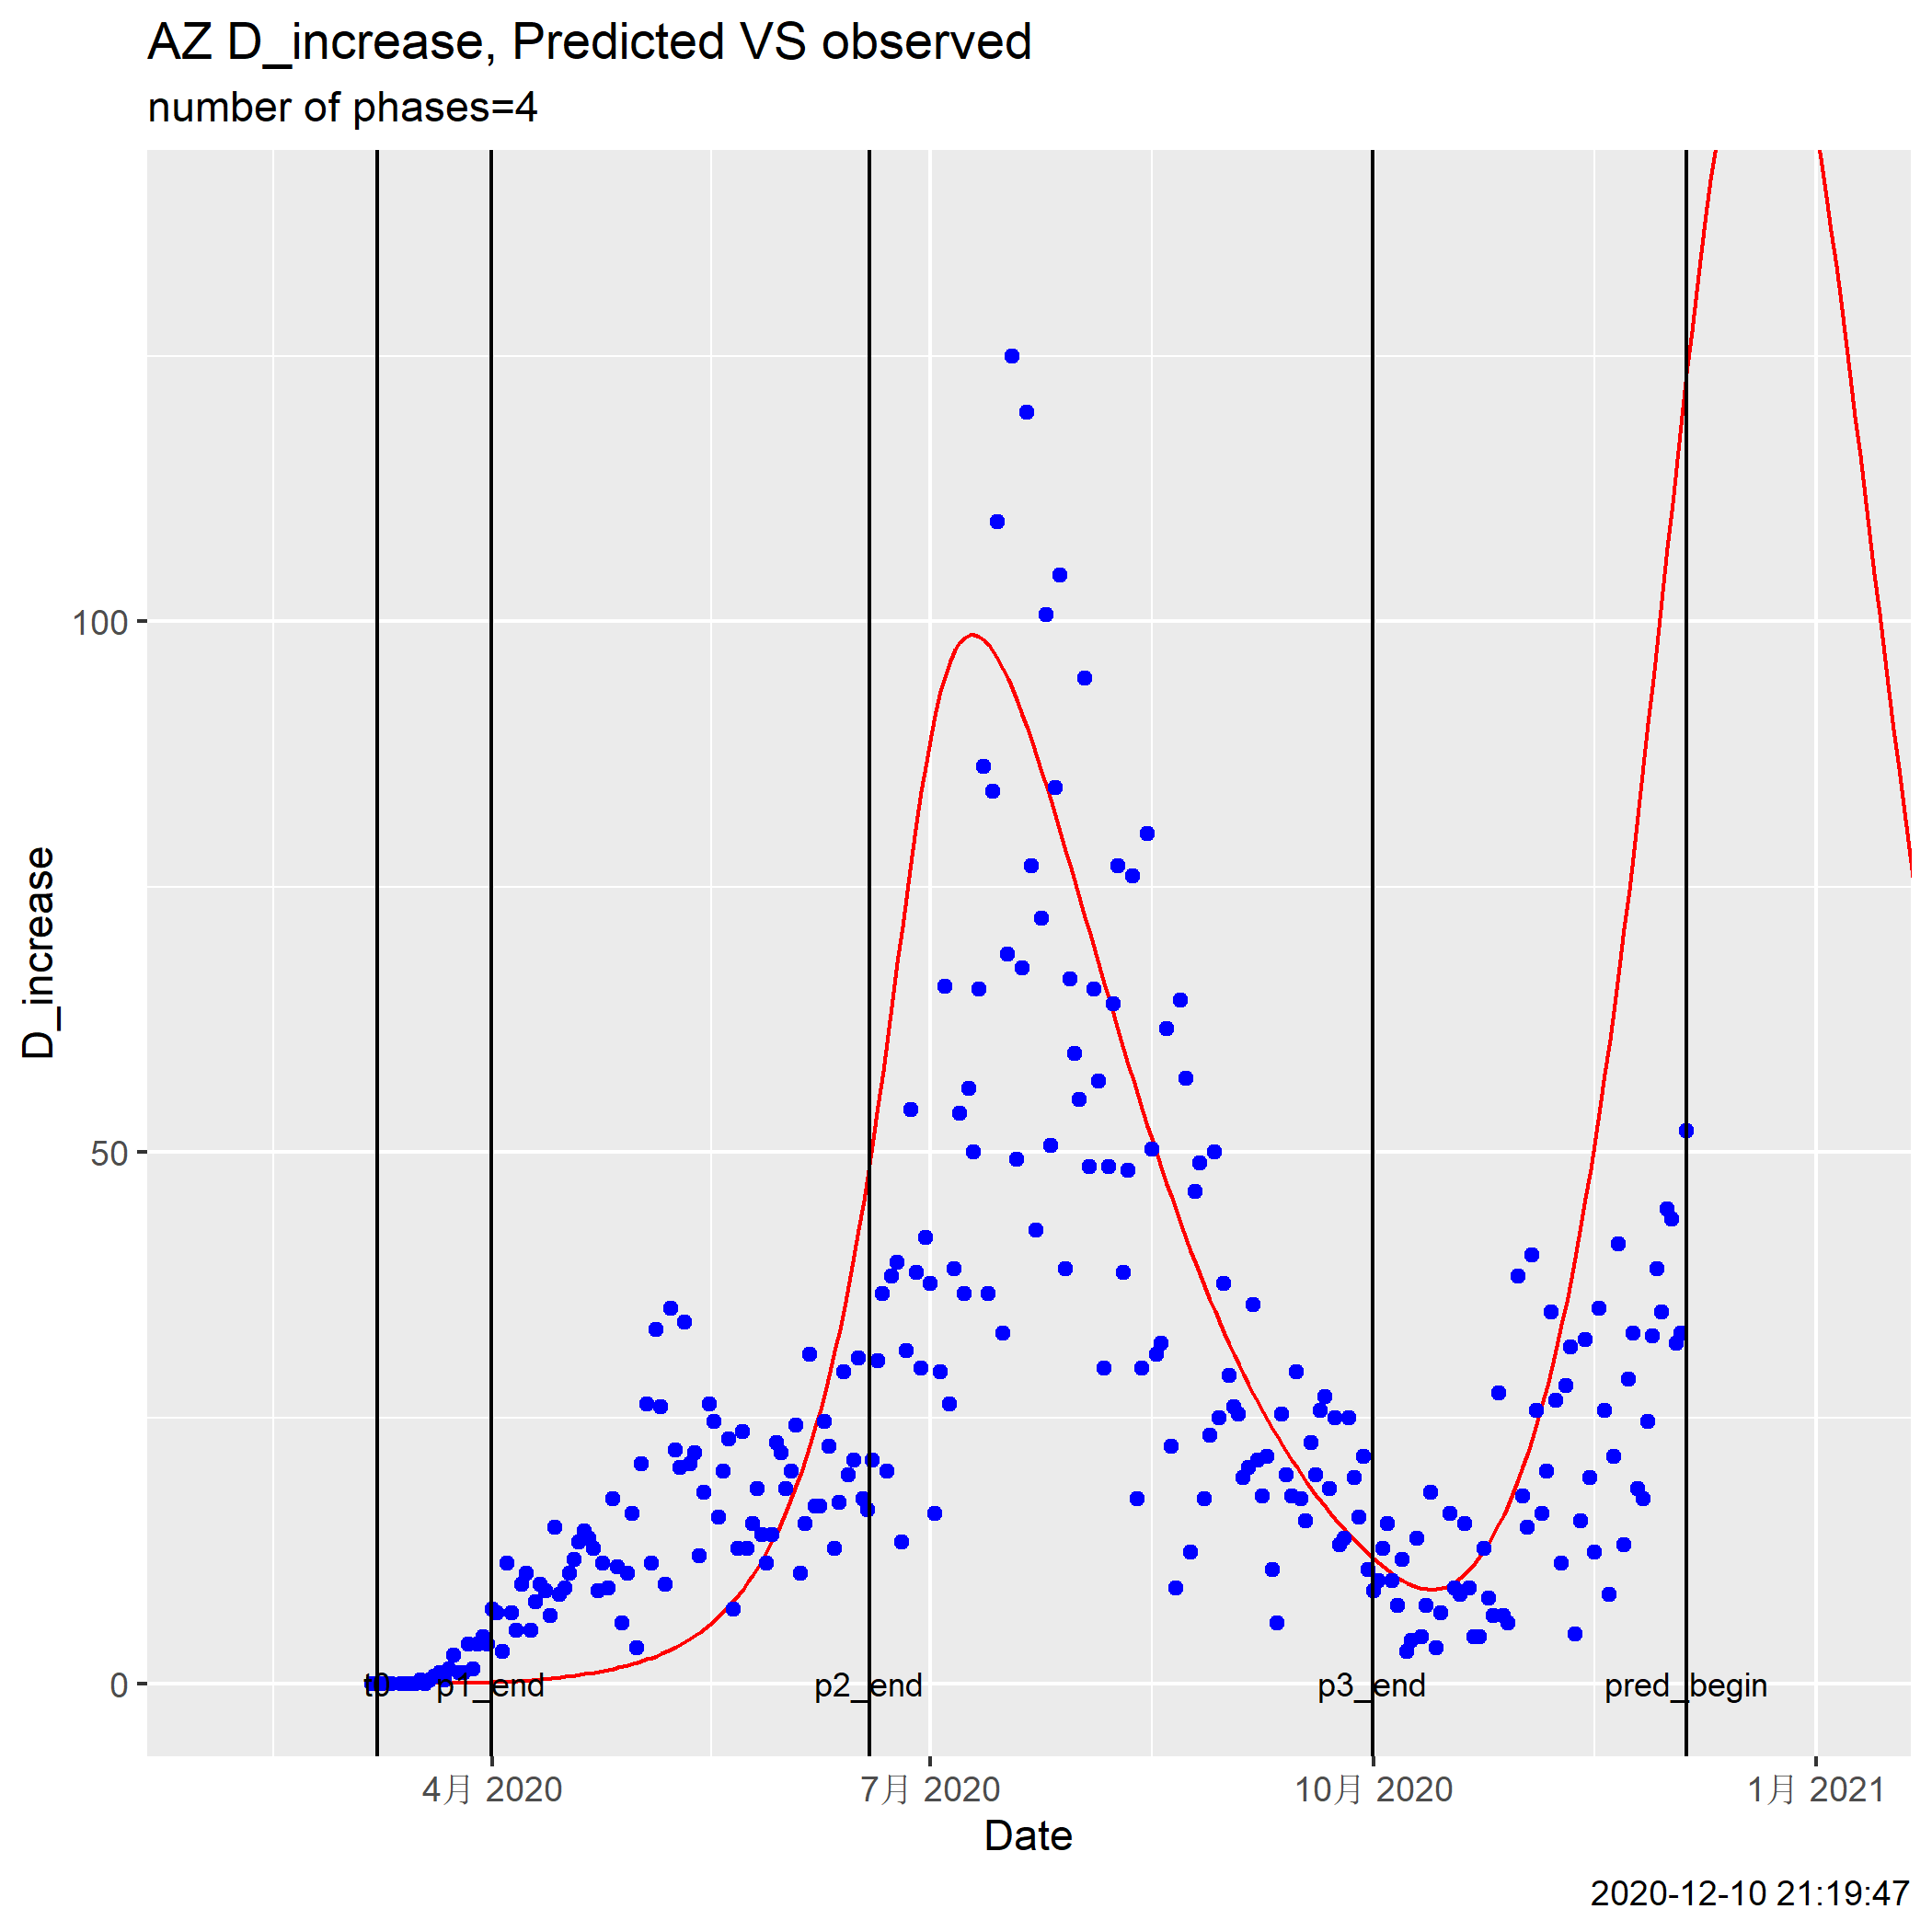 AZ D_increase, Predicted VS observed
number of phases=4
D_increase
100
50
0
t0
p1_end
p2_end
p3_end
pred_begin
4月 2020
7月 2020
10月 2020
1月 2021
Date
2020-12-10 21:19:47